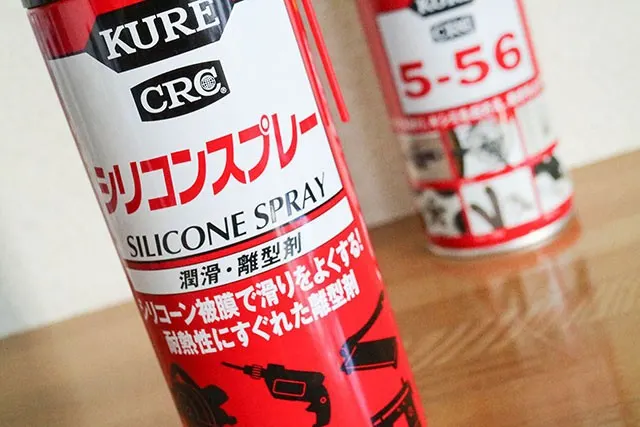 KURE
CRC®
シリコンスプレー
SILICONE SPRAY
潤滑・離型剤
シリコーン被膜で滑りをよくする!
耐熱性にすぐれた離型剤
KURE
CRC
5-56